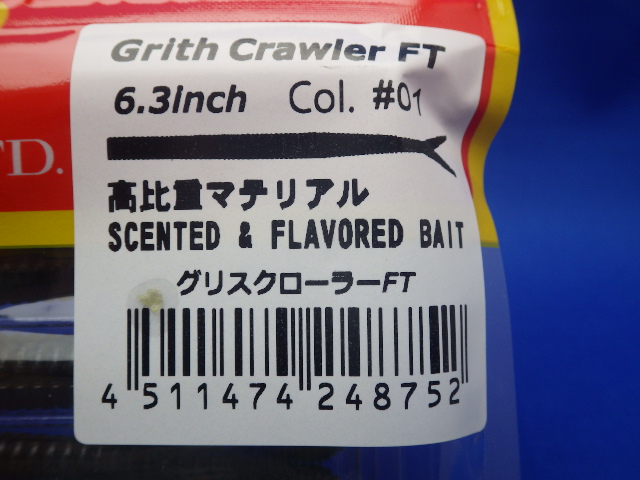 Grith Crawler FT
6.3inch Col. #01
TD.
高比重マテリアル
SCENTED & FLAVORED BAIT
グリスクローラーFT
4 511474 248752